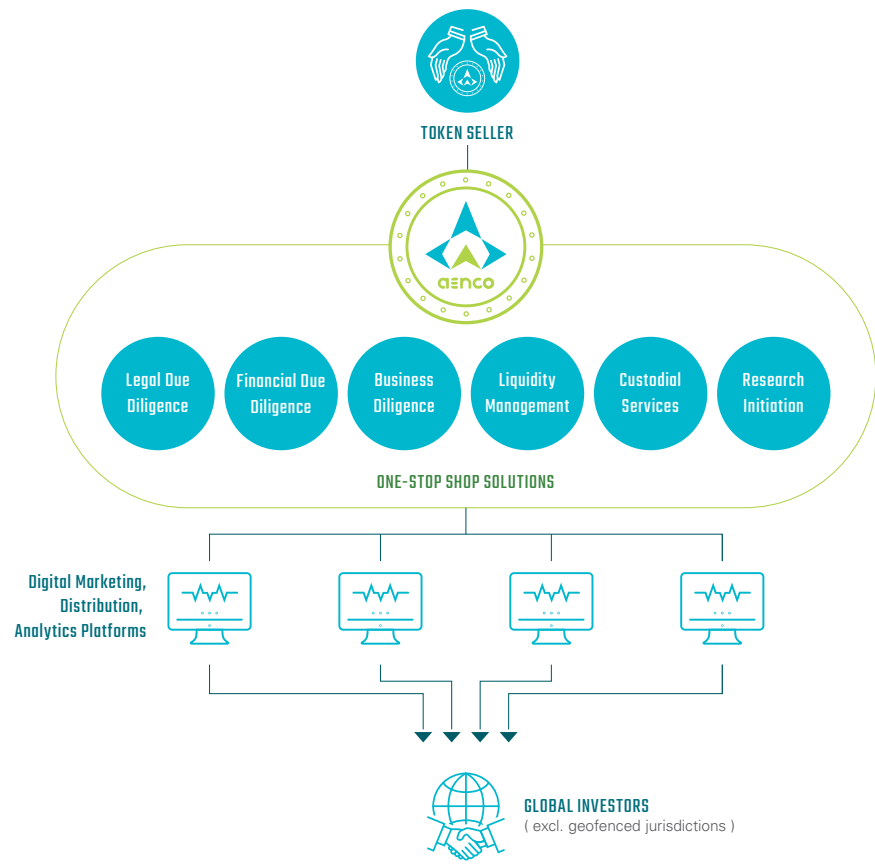 TOKEN SELLER
aenco
Legal Due
Diligence
Financial Due
Diligence
Business
Diligence
Liquidity
Management
Custodial
Services
Research
Initiation
ONE-STOP SHOP SOLUTIONS
Digital Marketing,
Distribution,
Analytics Platforms
GLOBAL INVESTORS
( excl. geofenced jurisdictions )